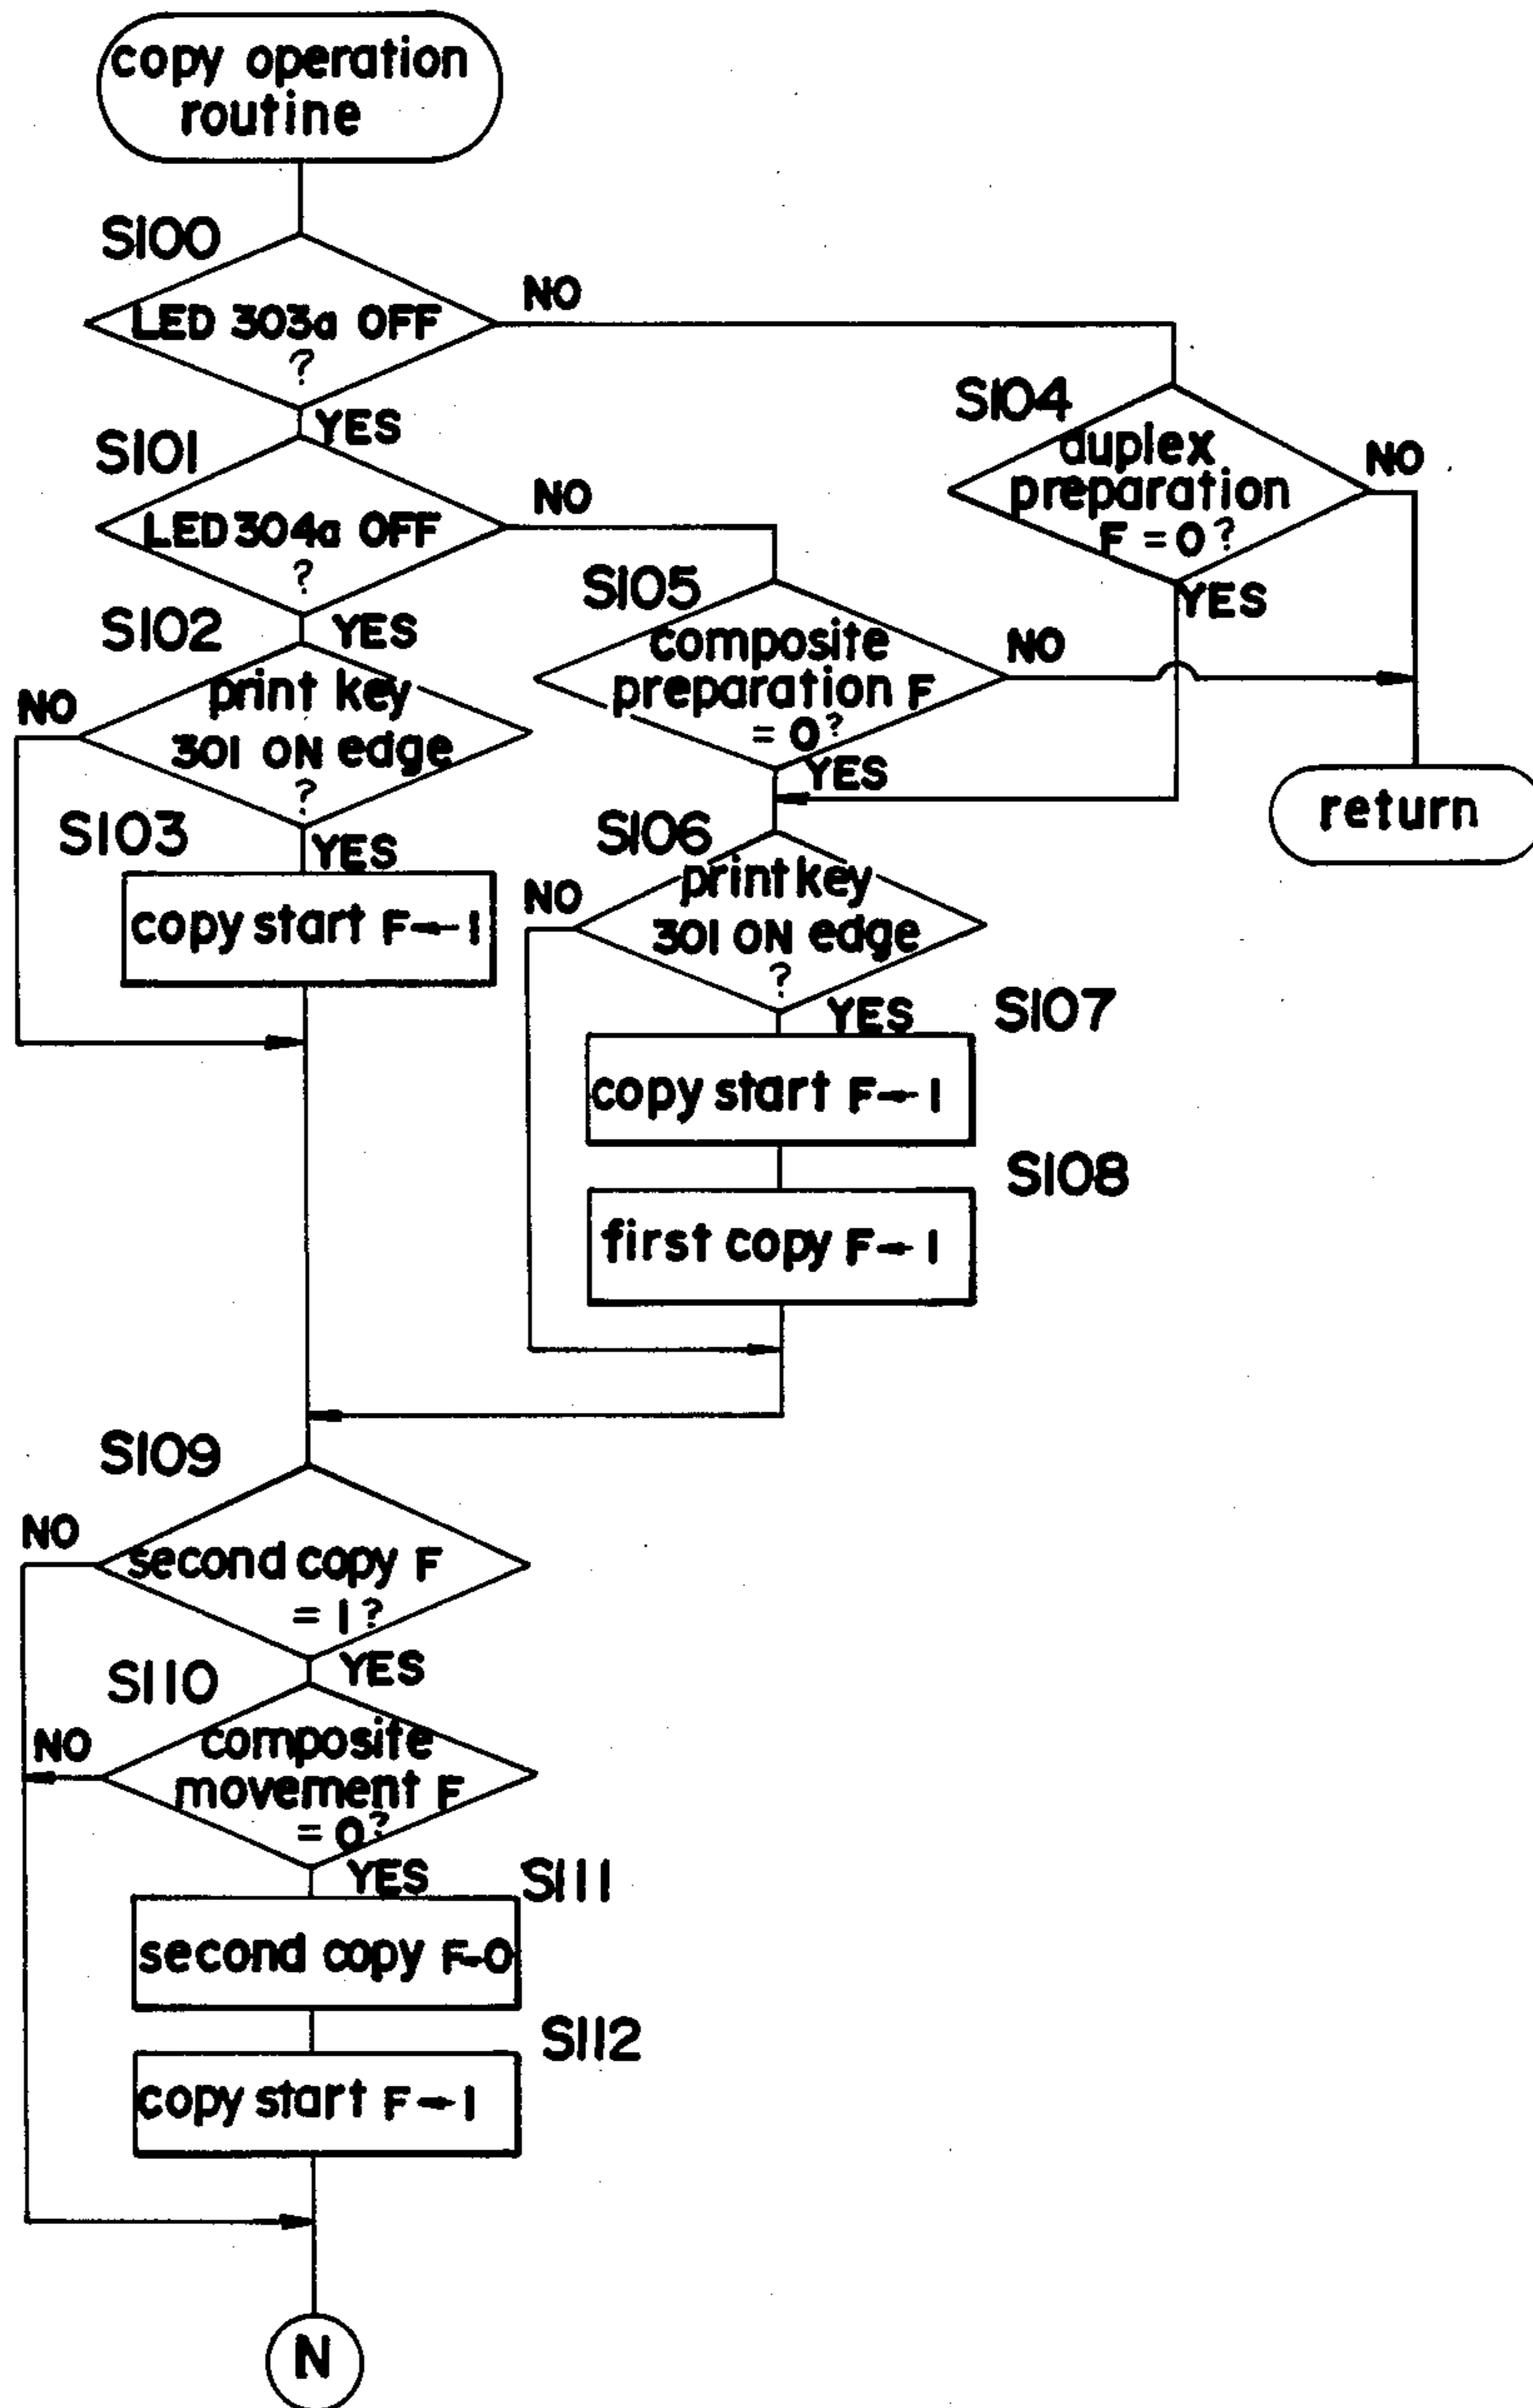 copy operation
routine
S100
LED 303a OFF
?
NO
YES
S101
LED 304a OFF
?
NO
YES
S104
duplex
preparation
F = 0?
NO
YES
S105
composite
preparation F
= 0?
NO
YES
return
S102
print key
301 ON edge
?
NO
YES
S103
copy start F←1
S106
print key
301 ON edge
?
NO
YES
S107
copy start F←1
S108
first copy F←1
S109
second copy F
= 1?
NO
YES
S110
composite
movement F
= 0?
NO
YES
S111
second copy F-0
S112
copy start F←1
N